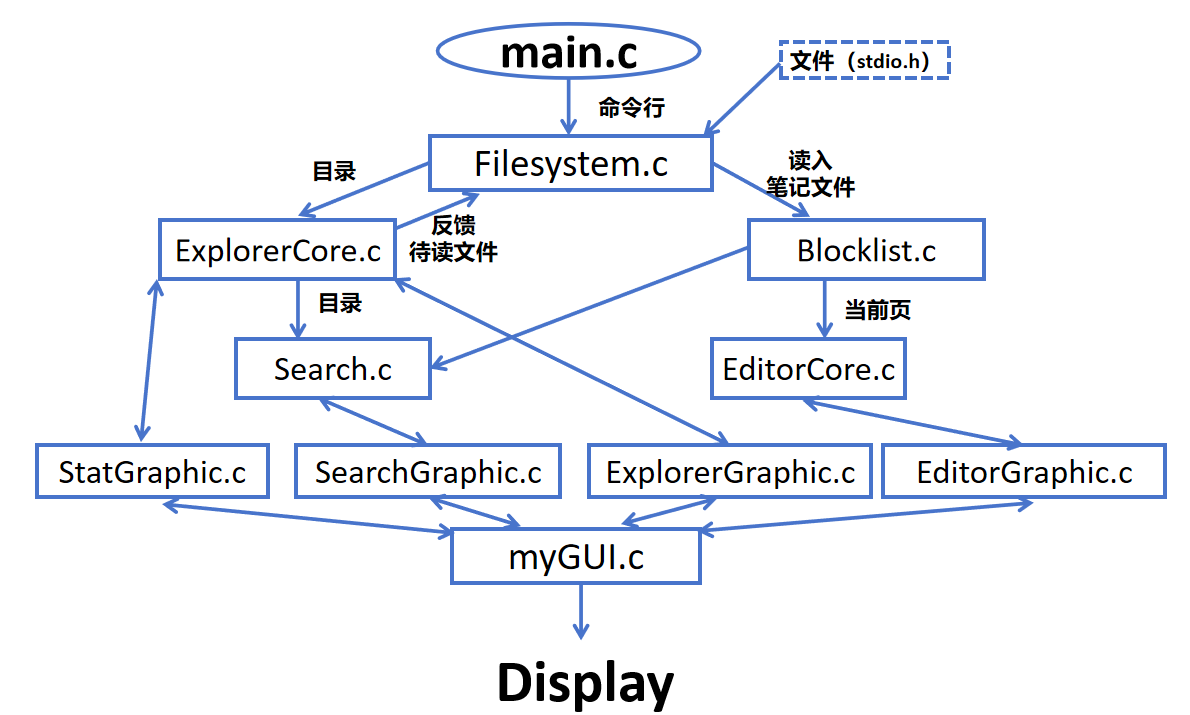 main.c
文件（stdio.h）
命令行
Filesystem.c
目录
读入
笔记文件
反馈
待读文件
ExplorerCore.c
Blocklist.c
目录
当前页
Search.c
EditorCore.c
StatGraphic.c
SearchGraphic.c
ExplorerGraphic.c
EditorGraphic.c
myGUI.c
Display